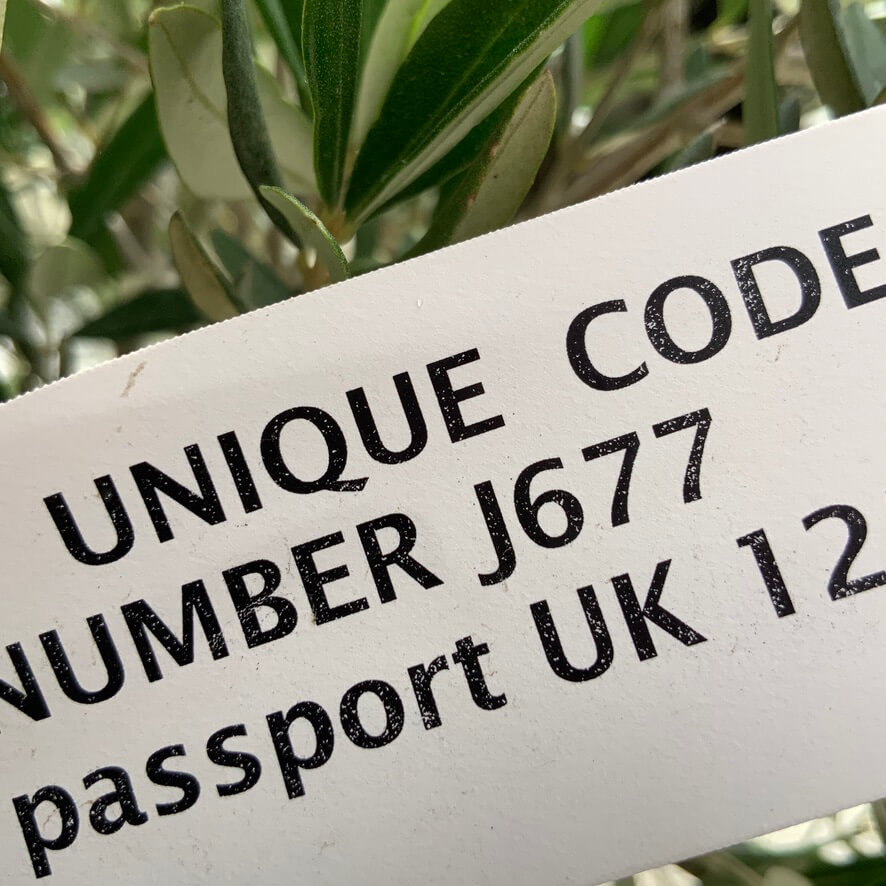 UNIQUE CODE
NUMBER J677
passport UK 12